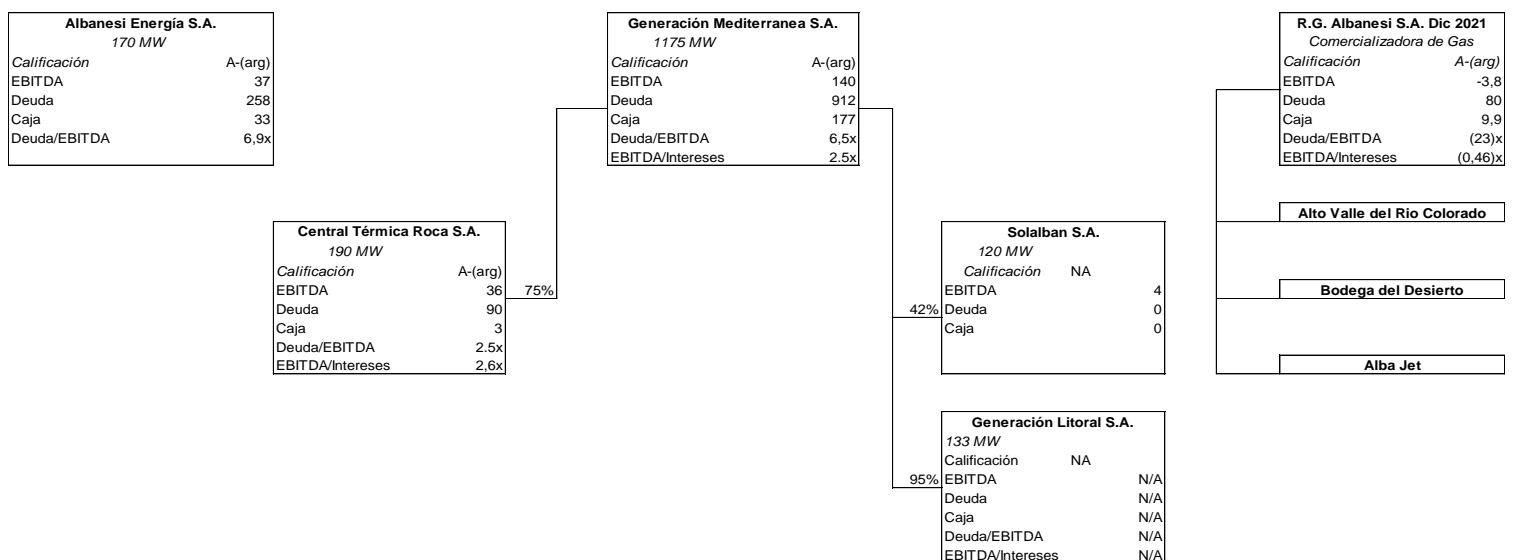 Albanesi Energía S.A.
170 MW
Calificación A-(arg)
EBITDA 37
Deuda 258
Caja 33
Deuda/EBITDA 6,9x
Generación Mediterranea S.A.
1175 MW
Calificación A-(arg)
EBITDA 140
Deuda 912
Caja 177
Deuda/EBITDA 6,5x
EBITDA/Intereses 2.5x
R.G. Albanesi S.A. Dic 2021
Comercializadora de Gas
Calificación A-(arg)
EBITDA -3,8
Deuda 80
Caja 9,9
Deuda/EBITDA (23)x
EBITDA/Intereses (0,46)x
Central Térmica Roca S.A.
190 MW
Calificación A-(arg)
EBITDA 36
75%
Deuda 90
Caja 3
Deuda/EBITDA 2.5x
EBITDA/Intereses 2,6x
Solalban S.A.
120 MW
Calificación NA
EBITDA 4
42% Deuda 0
Caja 0
Alto Valle del Rio Colorado
Bodega del Desierto
Alba Jet
Generación Litoral S.A.
133 MW
Calificación NA
95% EBITDA N/A
Deuda N/A
Caja N/A
Deuda/EBITDA N/A
EBITDA/Intereses N/A